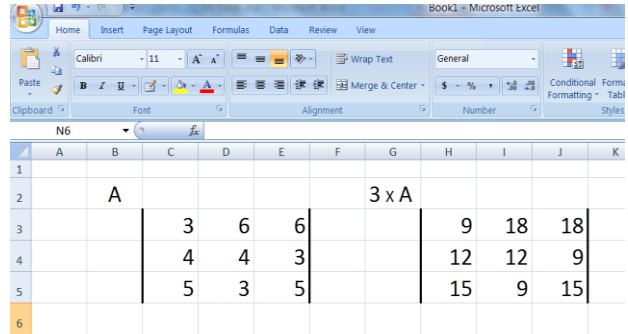 Book1 - Microsoft Excel
Home Insert Page Layout Formulas Data Review View
Calibri 11 A A Wrap Text General
Paste B I U A Merge & Center $ % , Conditional Formatting
Clipboard Font Alignment Number Styles
N6 fx
A B C D E F G H I J K
1
2 A 3 x A
3 3 6 6 9 18 18
4 4 4 3 12 12 9
5 5 3 5 15 9 15
6